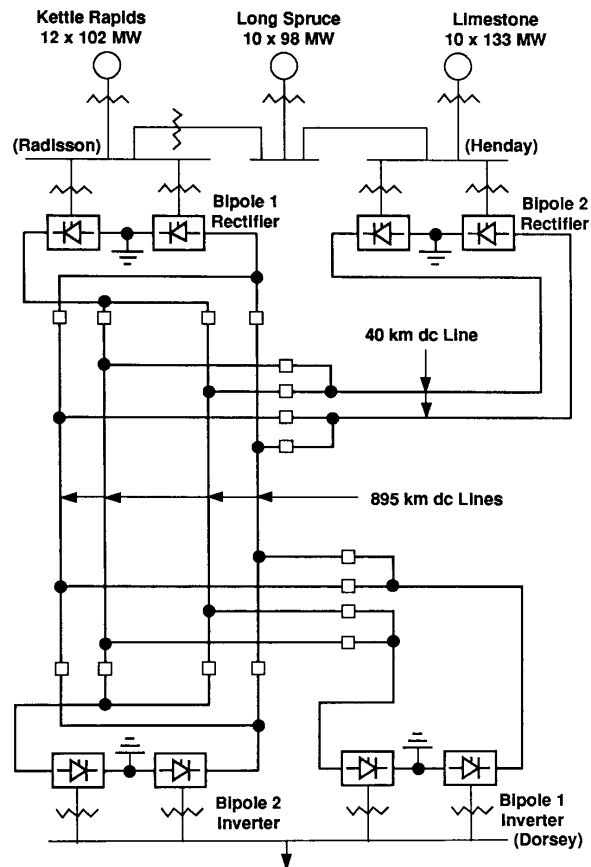 Kettle Rapids
12 x 102 MW
Long Spruce
10 x 98 MW
Limestone
10 x 133 MW
(Radisson)
(Henday)
Bipole 1
Rectifier
Bipole 2
Rectifier
40 km dc Line
895 km dc Lines
Bipole 2
Inverter
Bipole 1
Inverter
(Dorsey)